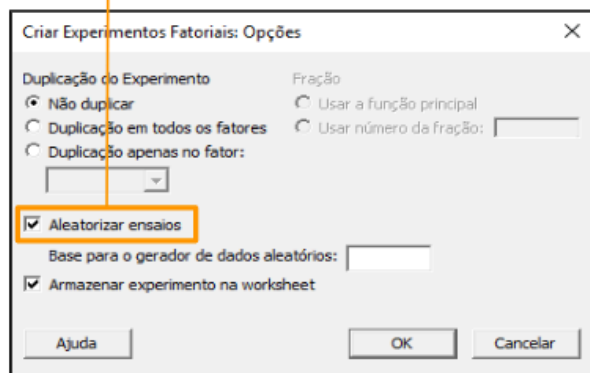 Criar Experimentos Fatoriais: Opções
Duplicação do Experimento
Não duplicar
Duplicação em todos os fatores
Duplicação apenas no fator:
Fração
Usar a função principal
Usar número da fração:
Aleatorizar ensaios
Base para o gerador de dados aleatórios:
Armazenar experimento na worksheet
Ajuda
OK
Cancelar